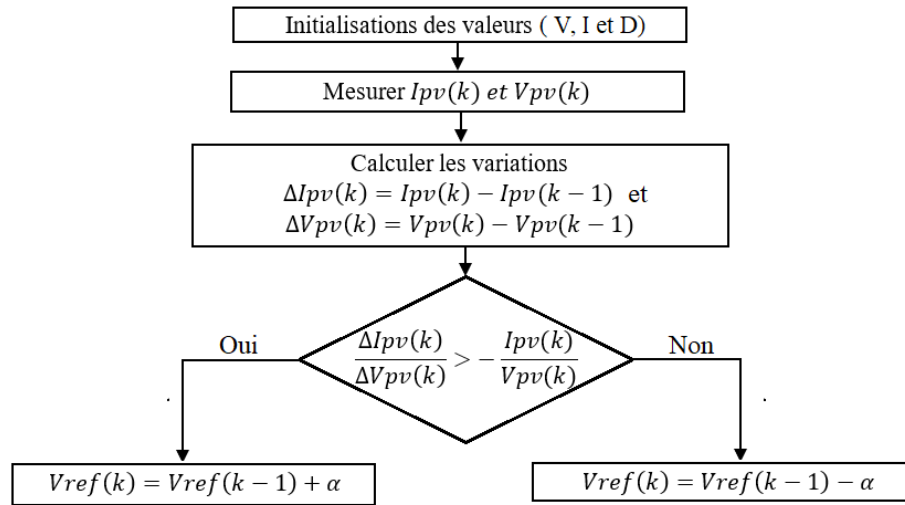 Initialisations des valeurs ( V, I et D)
Mesurer Ipv(k) et Vpv(k)
Calculer les variations
ΔIpv(k) = Ipv(k) − Ipv(k − 1) et
ΔVpv(k) = Vpv(k) − Vpv(k − 1)
Oui
ΔIpv(k)/ΔVpv(k) > − Ipv(k)/Vpv(k)
Non
Vref(k) = Vref(k − 1) + α
Vref(k) = Vref(k − 1) − α